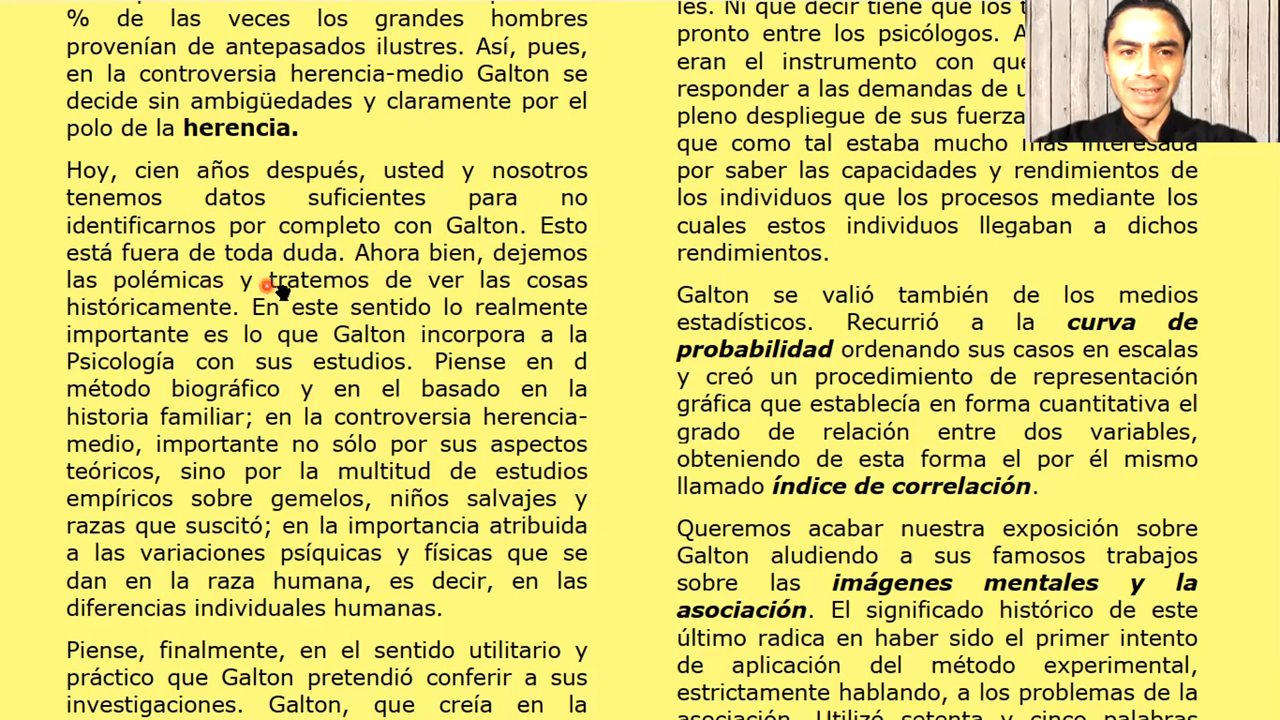 % de las veces los grandes hombres
provenían de antepasados ilustres. Así, pues,
en la controversia herencia-medio Galton se
decide sin ambigüedades y claramente por el
polo de la herencia.
Hoy, cien años después, usted y nosotros
tenemos datos suficientes para no
identificarnos por completo con Galton. Esto
está fuera de toda duda. Ahora bien, dejemos
las polémicas y tratemos de ver las cosas
históricamente. En este sentido lo realmente
importante es lo que Galton incorpora a la
Psicología con sus estudios. Piense en d
método biográfico y en el basado en la
historia familiar; en la controversia herencia-
medio, importante no sólo por sus aspectos
teóricos, sino por la multitud de estudios
empíricos sobre gemelos, niños salvajes y
razas que suscitó; en la importancia atribuida
a las variaciones psíquicas y físicas que se
dan en la raza humana, es decir, en las
diferencias individuales humanas.
Piense, finalmente, en el sentido utilitario y
práctico que Galton pretendió conferir a sus
investigaciones. Galton, que creía en la
les. Ni que decir tiene que los
pronto entre los psicólogos.
eran el instrumento con que
responder a las demandas de
pleno despliegue de sus
que como tal estaba mucho más interesada
por saber las capacidades y rendimientos de
los individuos que los procesos mediante los
cuales estos individuos llegaban a dichos
rendimientos.
Galton se valió también de los medios
estadísticos. Recurrió a la curva de
probabilidad ordenando sus casos en escalas
y creó un procedimiento de representación
gráfica que establecía en forma cuantitativa el
grado de relación entre dos variables,
obteniendo de esta forma el por él mismo
llamado índice de correlación.
Queremos acabar nuestra exposición sobre
Galton aludiendo a sus famosos trabajos
sobre las imágenes mentales y la
asociación. El significado histórico de este
último radica en haber sido el primer intento
de aplicación del método experimental,
estrictamente hablando, a los problemas de la
asociación. Utilizó setenta y cinco palabras